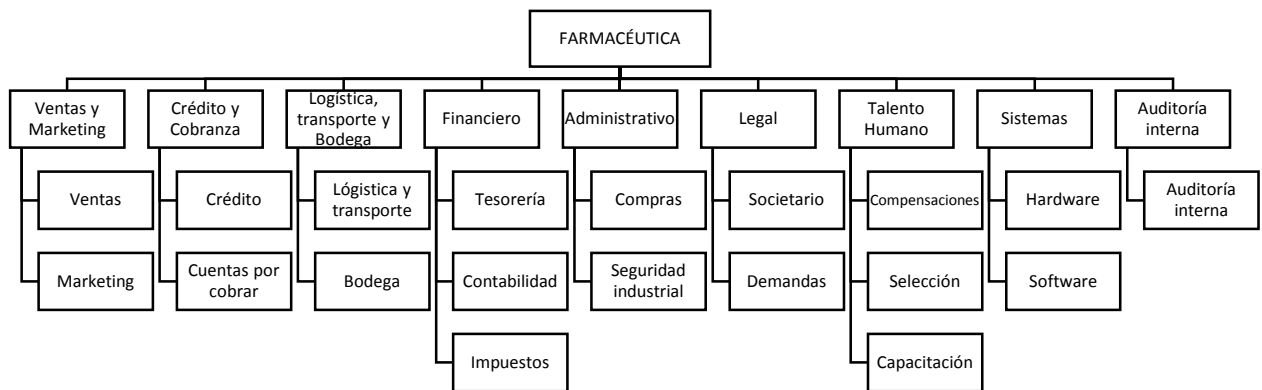 FARMACÉUTICA
Ventas y
Marketing
Crédito y
Cobranza
Logística,
transporte y
Bodega
Financiero
Administrativo
Legal
Talento
Humano
Sistemas
Auditoría
interna
Ventas
Crédito
Lógistica y
transporte
Tesorería
Compras
Societario
Compensaciones
Hardware
Auditoría
interna
Marketing
Cuentas por
cobrar
Bodega
Contabilidad
Seguridad
industrial
Demandas
Selección
Software
Impuestos
Capacitación